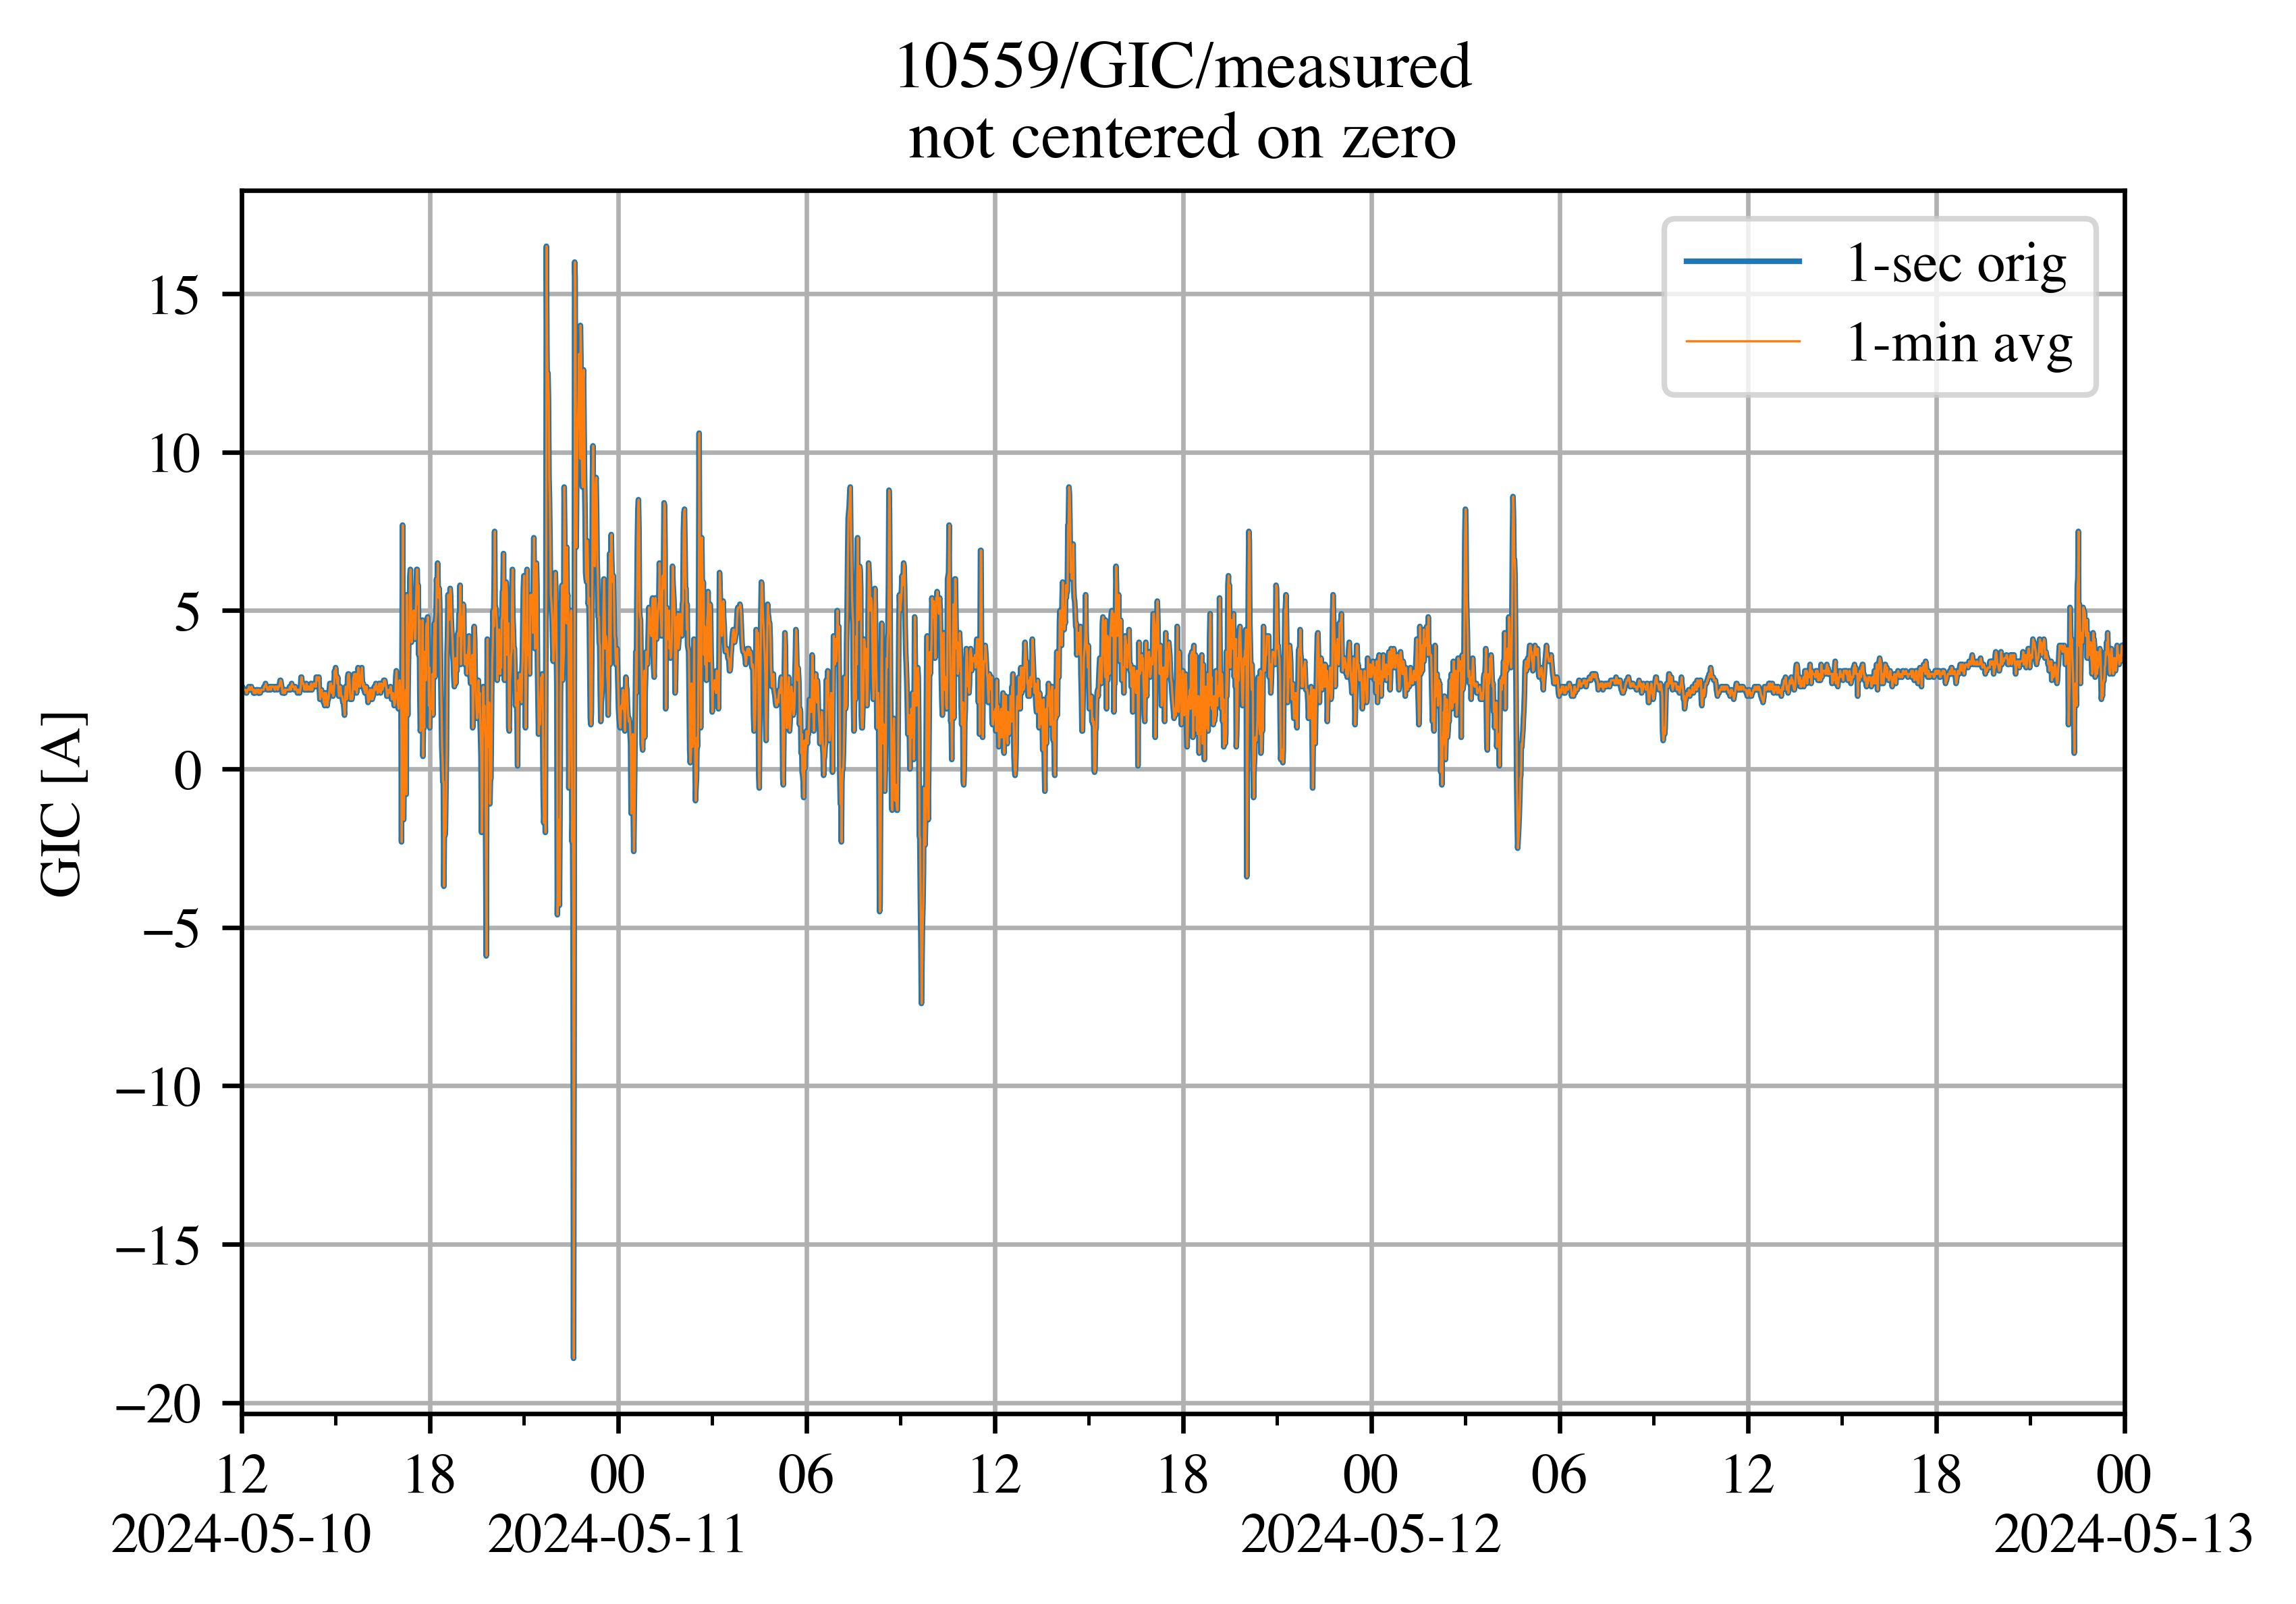 10559/GIC/measured
not centered on zero
1-sec orig
1-min avg
GIC [A]
15
10
5
0
−5
−10
−15
−20
12 18 00 06 12 18 00 06 12 18 00
2024-05-10 2024-05-11 2024-05-12 2024-05-13